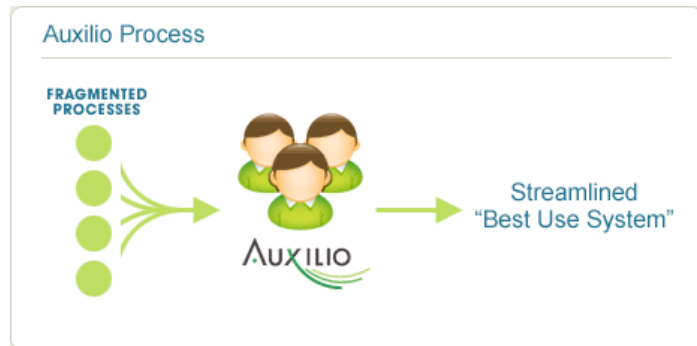 Auxilio Process
FRAGMENTED
PROCESSES
AUXILIO
Streamlined
“Best Use System”